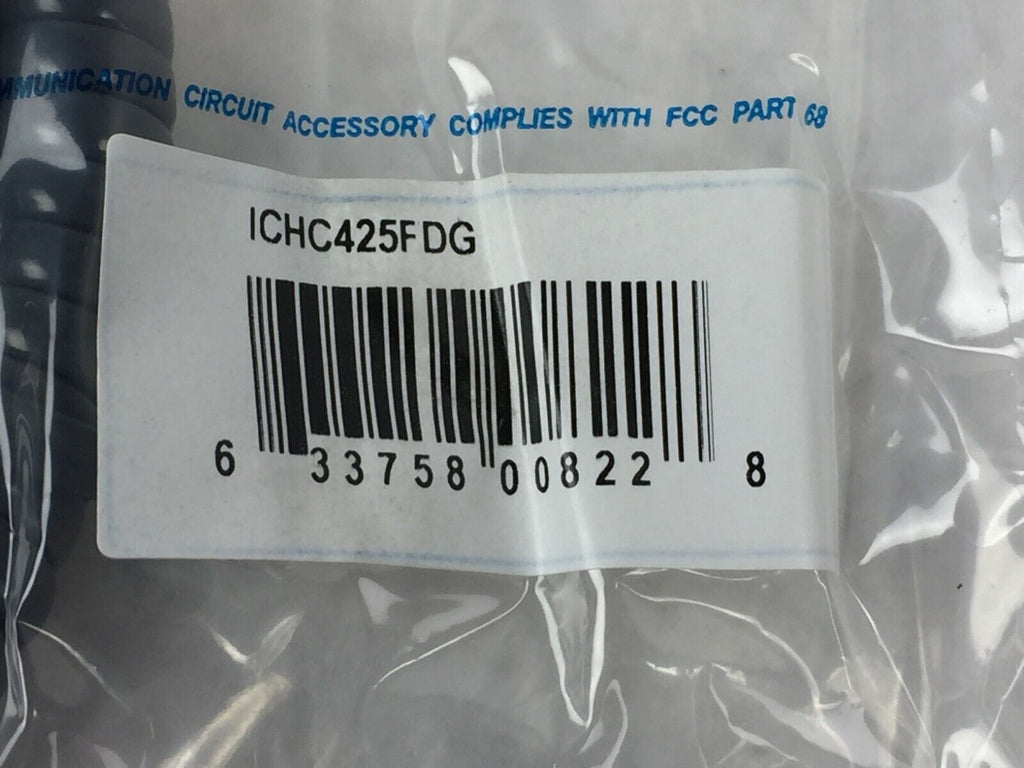 MMUNICATION CIRCUIT ACCESSORY COMPLIES WITH FCC PART 68
ICHC425FDG
6 33758 00822 8